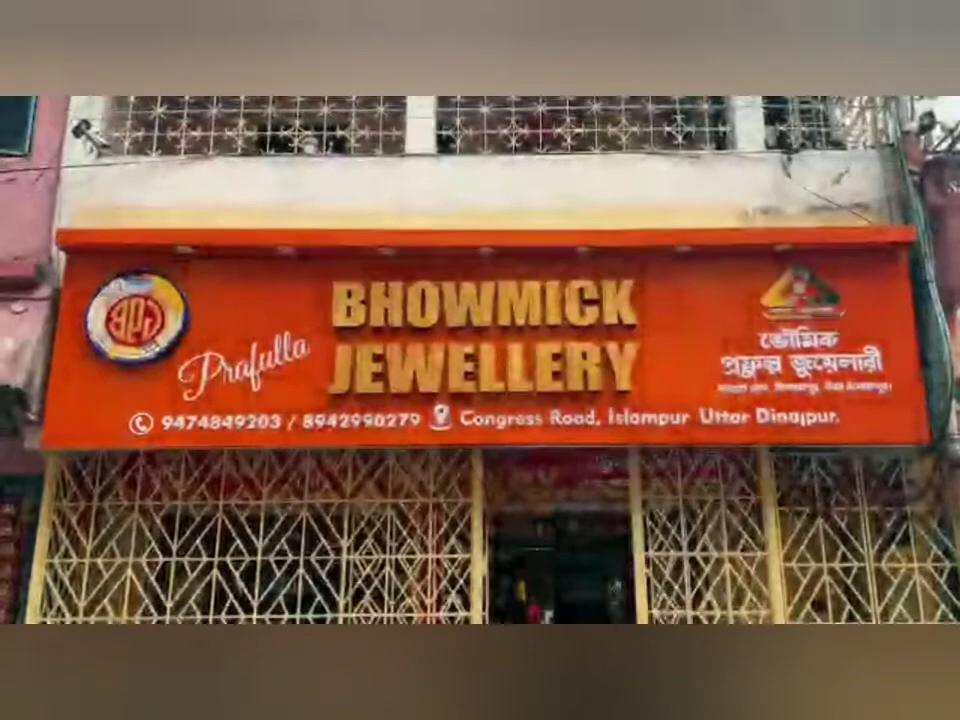 BPJ
Prafulla
BHOWMICK
JEWELLERY
9474849203 / 8942990279 Congress Road, Islampur Uttar Dinajpur.
ভৌমিক
প্রফুল্ল জুয়েলারী